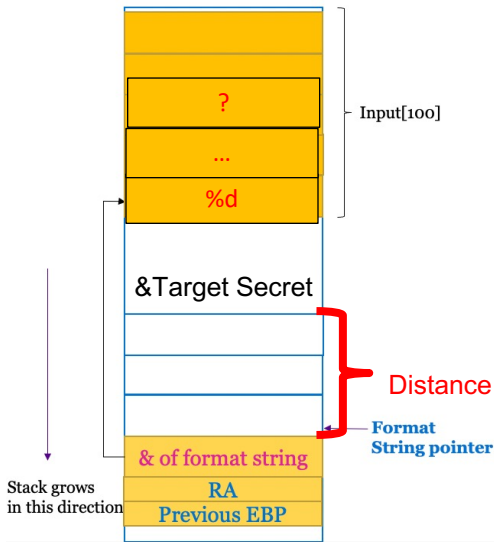 ?
Input[100]
...
%d
&Target Secret
Distance
Format
String pointer
& of format string
Stack grows
in this direction
RA
Previous EBP